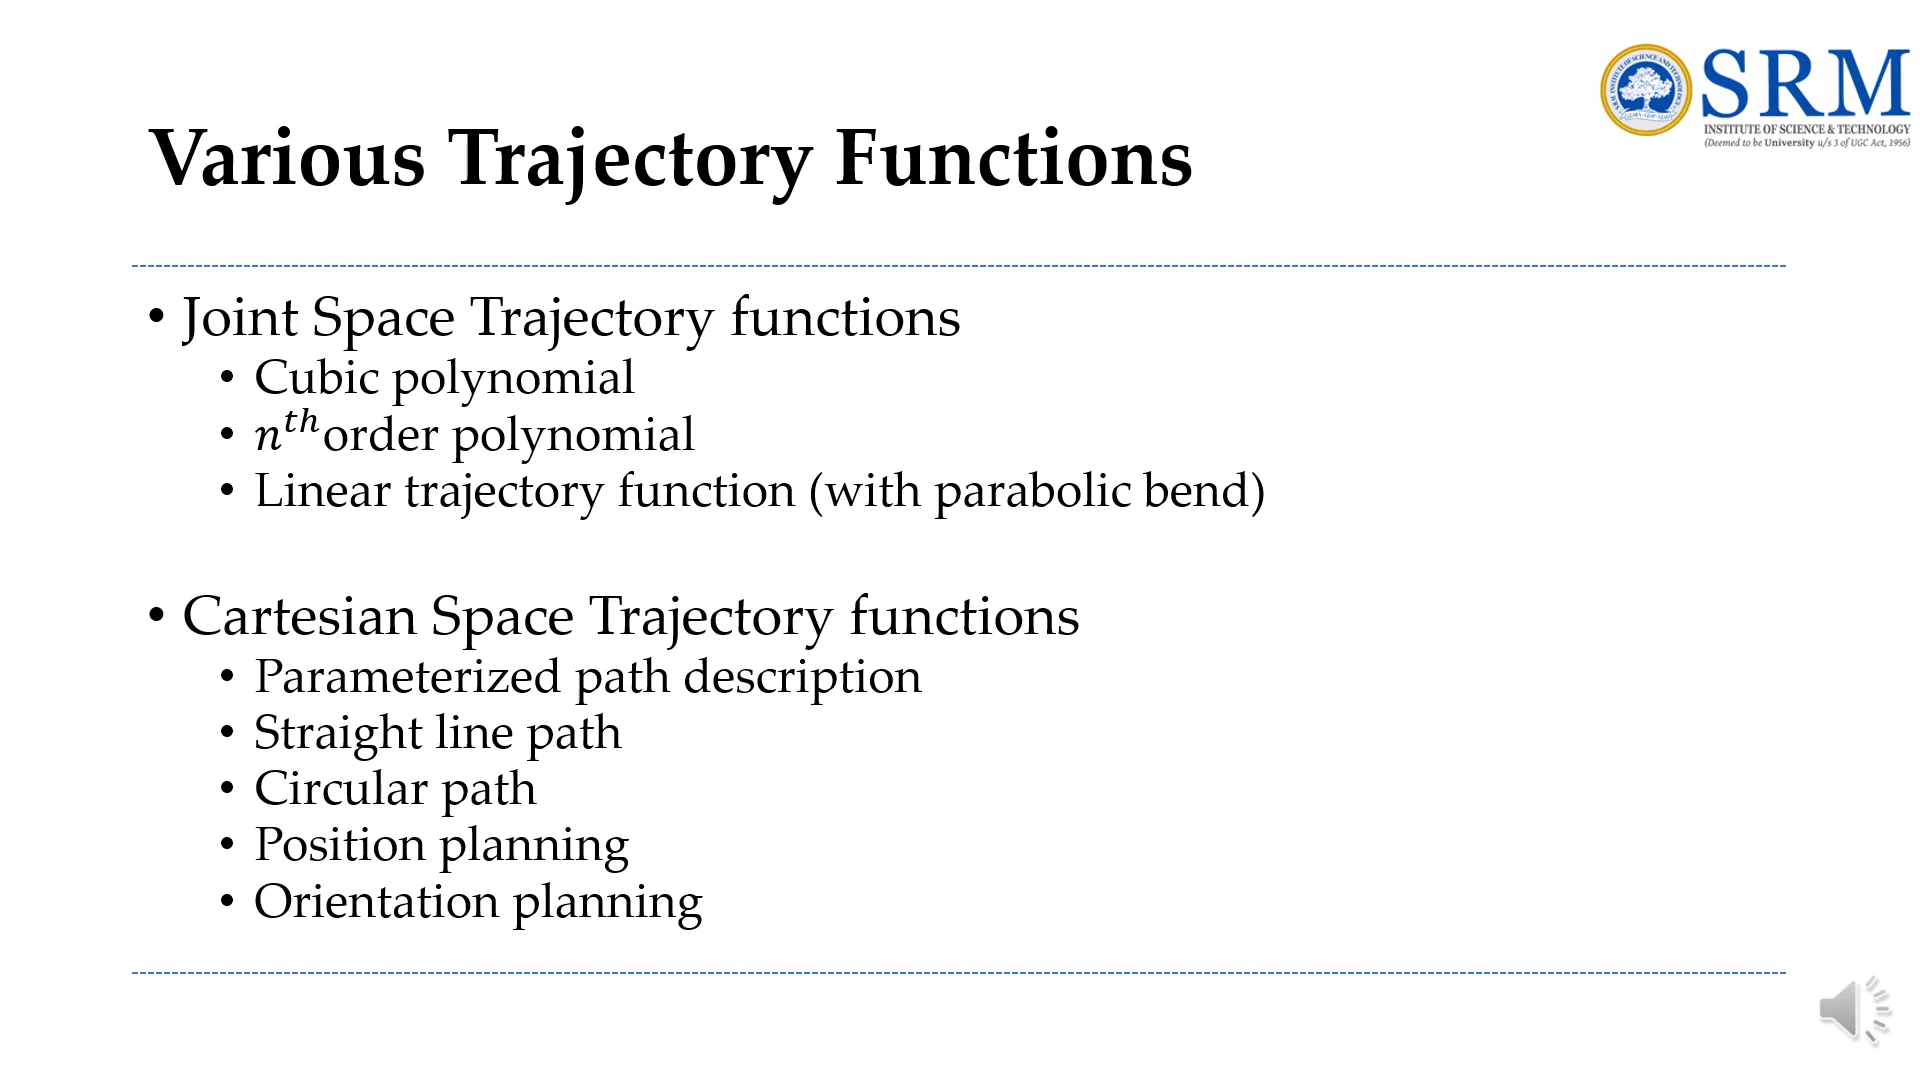 SRM
INSTITUTE OF SCIENCE & TECHNOLOGY
(Deemed to be University u/s 3 of UGC Act, 1956)
Various Trajectory Functions
• Joint Space Trajectory functions
• Cubic polynomial
• n^th order polynomial
• Linear trajectory function (with parabolic bend)
• Cartesian Space Trajectory functions
• Parameterized path description
• Straight line path
• Circular path
• Position planning
• Orientation planning